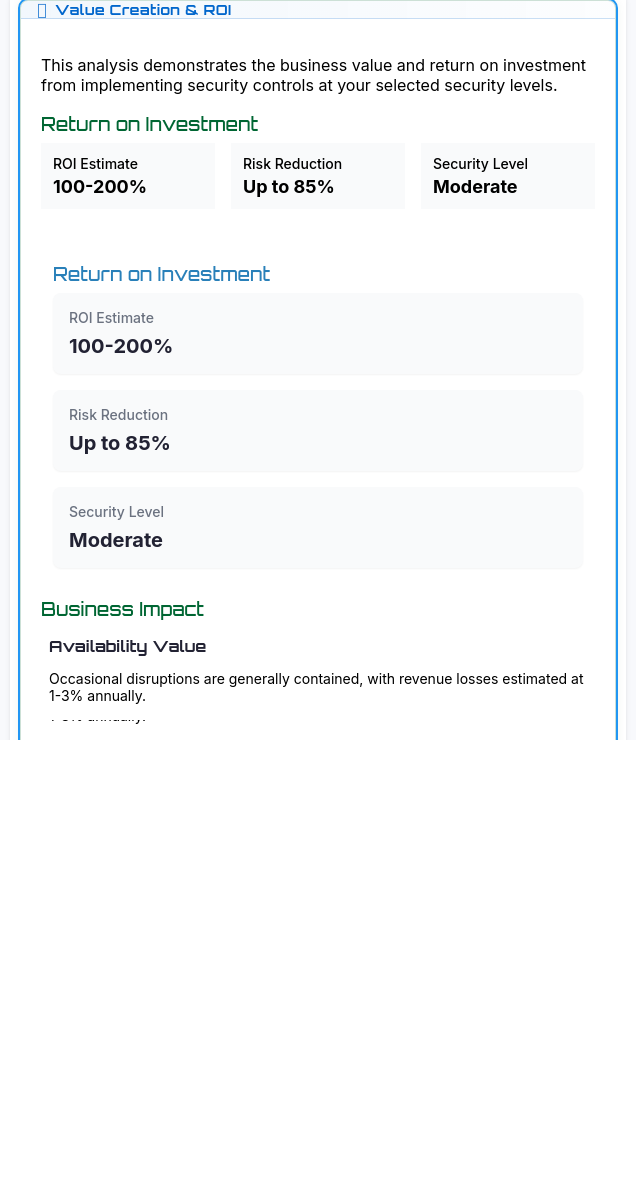 Value Creation & ROI
This analysis demonstrates the business value and return on investment
from implementing security controls at your selected security levels.
Return on Investment
ROI Estimate
100-200%
Risk Reduction
Up to 85%
Security Level
Moderate
Return on Investment
ROI Estimate
100-200%
Risk Reduction
Up to 85%
Security Level
Moderate
Business Impact
Availability Value
Occasional disruptions are generally contained, with revenue losses estimated at
1-3% annually.